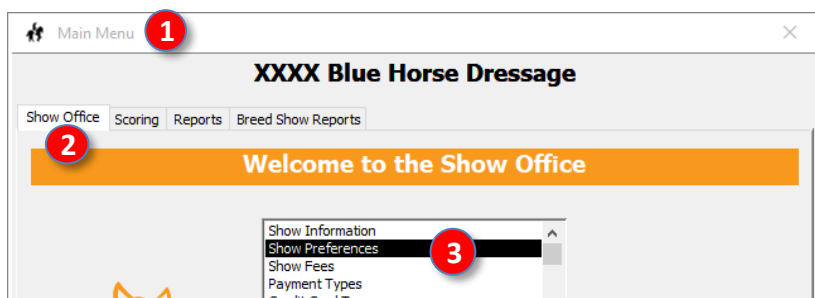 Main Menu 1
XXXX Blue Horse Dressage
Show Office Scoring Reports Breed Show Reports
2
Welcome to the Show Office
Show Information
Show Preferences 3
Show Fees
Payment Types